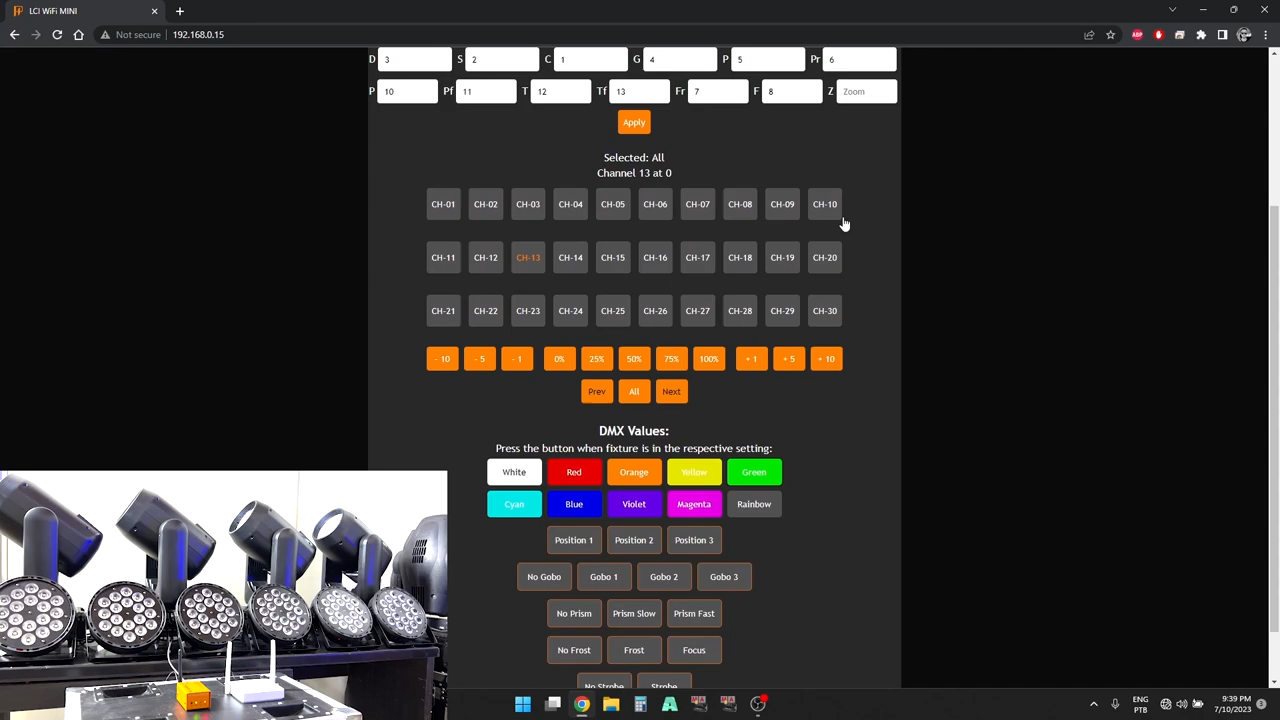 LCI WiFi MINI
Not secure 192.168.0.15
D 3 S 2 C 1 G 4 P 5 Pr 6
P 10 Pf 11 T 12 Tf 13 Fr 7 F 8 Z Zoom
Apply
Selected: All
Channel 13 at 0
CH-01 CH-02 CH-03 CH-04 CH-05 CH-06 CH-07 CH-08 CH-09 CH-10
CH-11 CH-12 CH-13 CH-14 CH-15 CH-16 CH-17 CH-18 CH-19 CH-20
CH-21 CH-22 CH-23 CH-24 CH-25 CH-26 CH-27 CH-28 CH-29 CH-30
- 10 - 5 - 1 0% 25% 50% 75% 100% + 1 + 5 + 10
Prev All Next
DMX Values:
Press the button when fixture is in the respective setting:
White Red Orange Yellow Green
Cyan Blue Violet Magenta Rainbow
Position 1 Position 2 Position 3
No Gobo Gobo 1 Gobo 2 Gobo 3
No Prism Prism Slow Prism Fast
No Frost Frost Focus
No Strobe Strobe
ENG
PTB
9:39 PM
7/10/2023